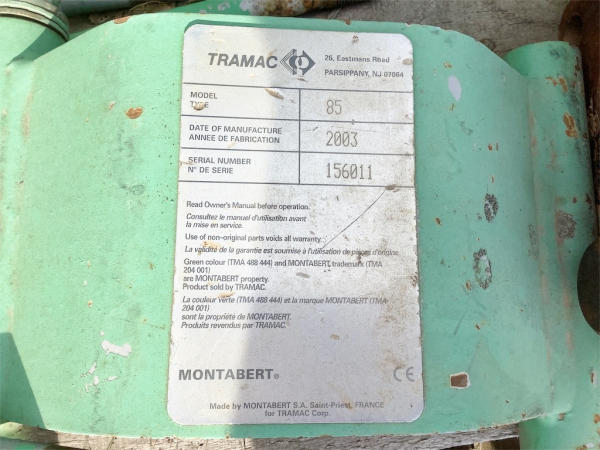 TRAMAC
26, Eastmans Road
PARSIPPANY, NJ 07064
MODEL
TYPE
85
DATE OF MANUFACTURE
ANNEE DE FABRICATION
2003
SERIAL NUMBER
N° DE SERIE
156011
Read Owner's Manual before operation.
Consultez le manuel d'utilisation avant
la mise en service.
Use of non-original parts voids all warranty.
La validité de la garantie est soumise à l'utilisation de pièces d'origine.
Green colour (TMA 488 444) and MONTABERT, trademark (TMA
204 001)
are MONTABERT property.
Product sold by TRAMAC.
La couleur verte (TMA 488 444) et la marque MONTABERT (TMA
204 001)
sont la propriété de MONTABERT.
Produits revendus par TRAMAC.
MONTABERT®
CE
Made by MONTABERT S.A. Saint-Priest, FRANCE
for TRAMAC Corp.